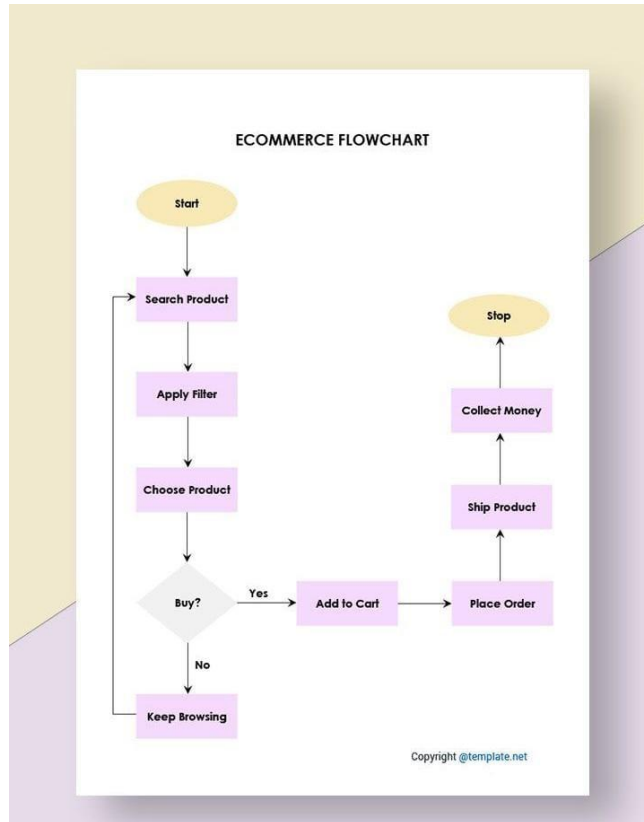 ECOMMERCE FLOWCHART
Start
Search Product
Apply Filter
Choose Product
Buy?
Yes
No
Keep Browsing
Add to Cart
Place Order
Ship Product
Collect Money
Stop
Copyright @template.net